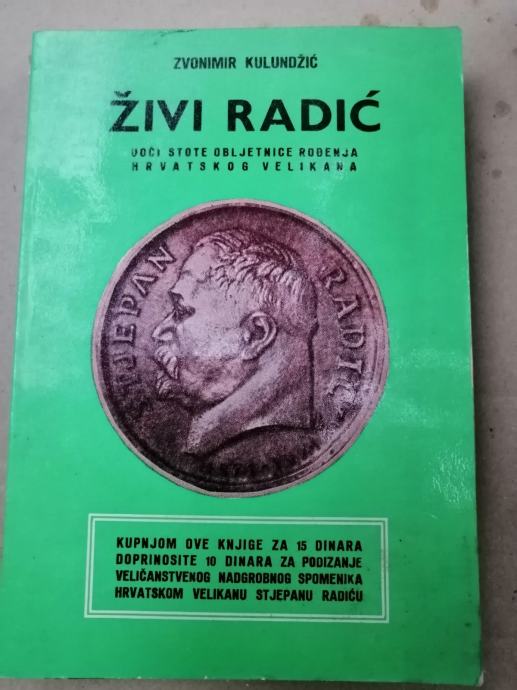 ZVONIMIR KULUNDŽIĆ
ŽIVI RADIĆ
UOČI STOTE OBLJETNICE ROĐENJA
HRVATSKOG VELIKANA
STJEPAN RADIĆ
KUPNJOM OVE KNJIGE ZA 15 DINARA
DOPRINOSITE 10 DINARA ZA PODIZANJE
VELIČANSTVENOG NADGROBNOG SPOMENIKA
HRVATSKOM VELIKANU STJEPANU RADIĆU